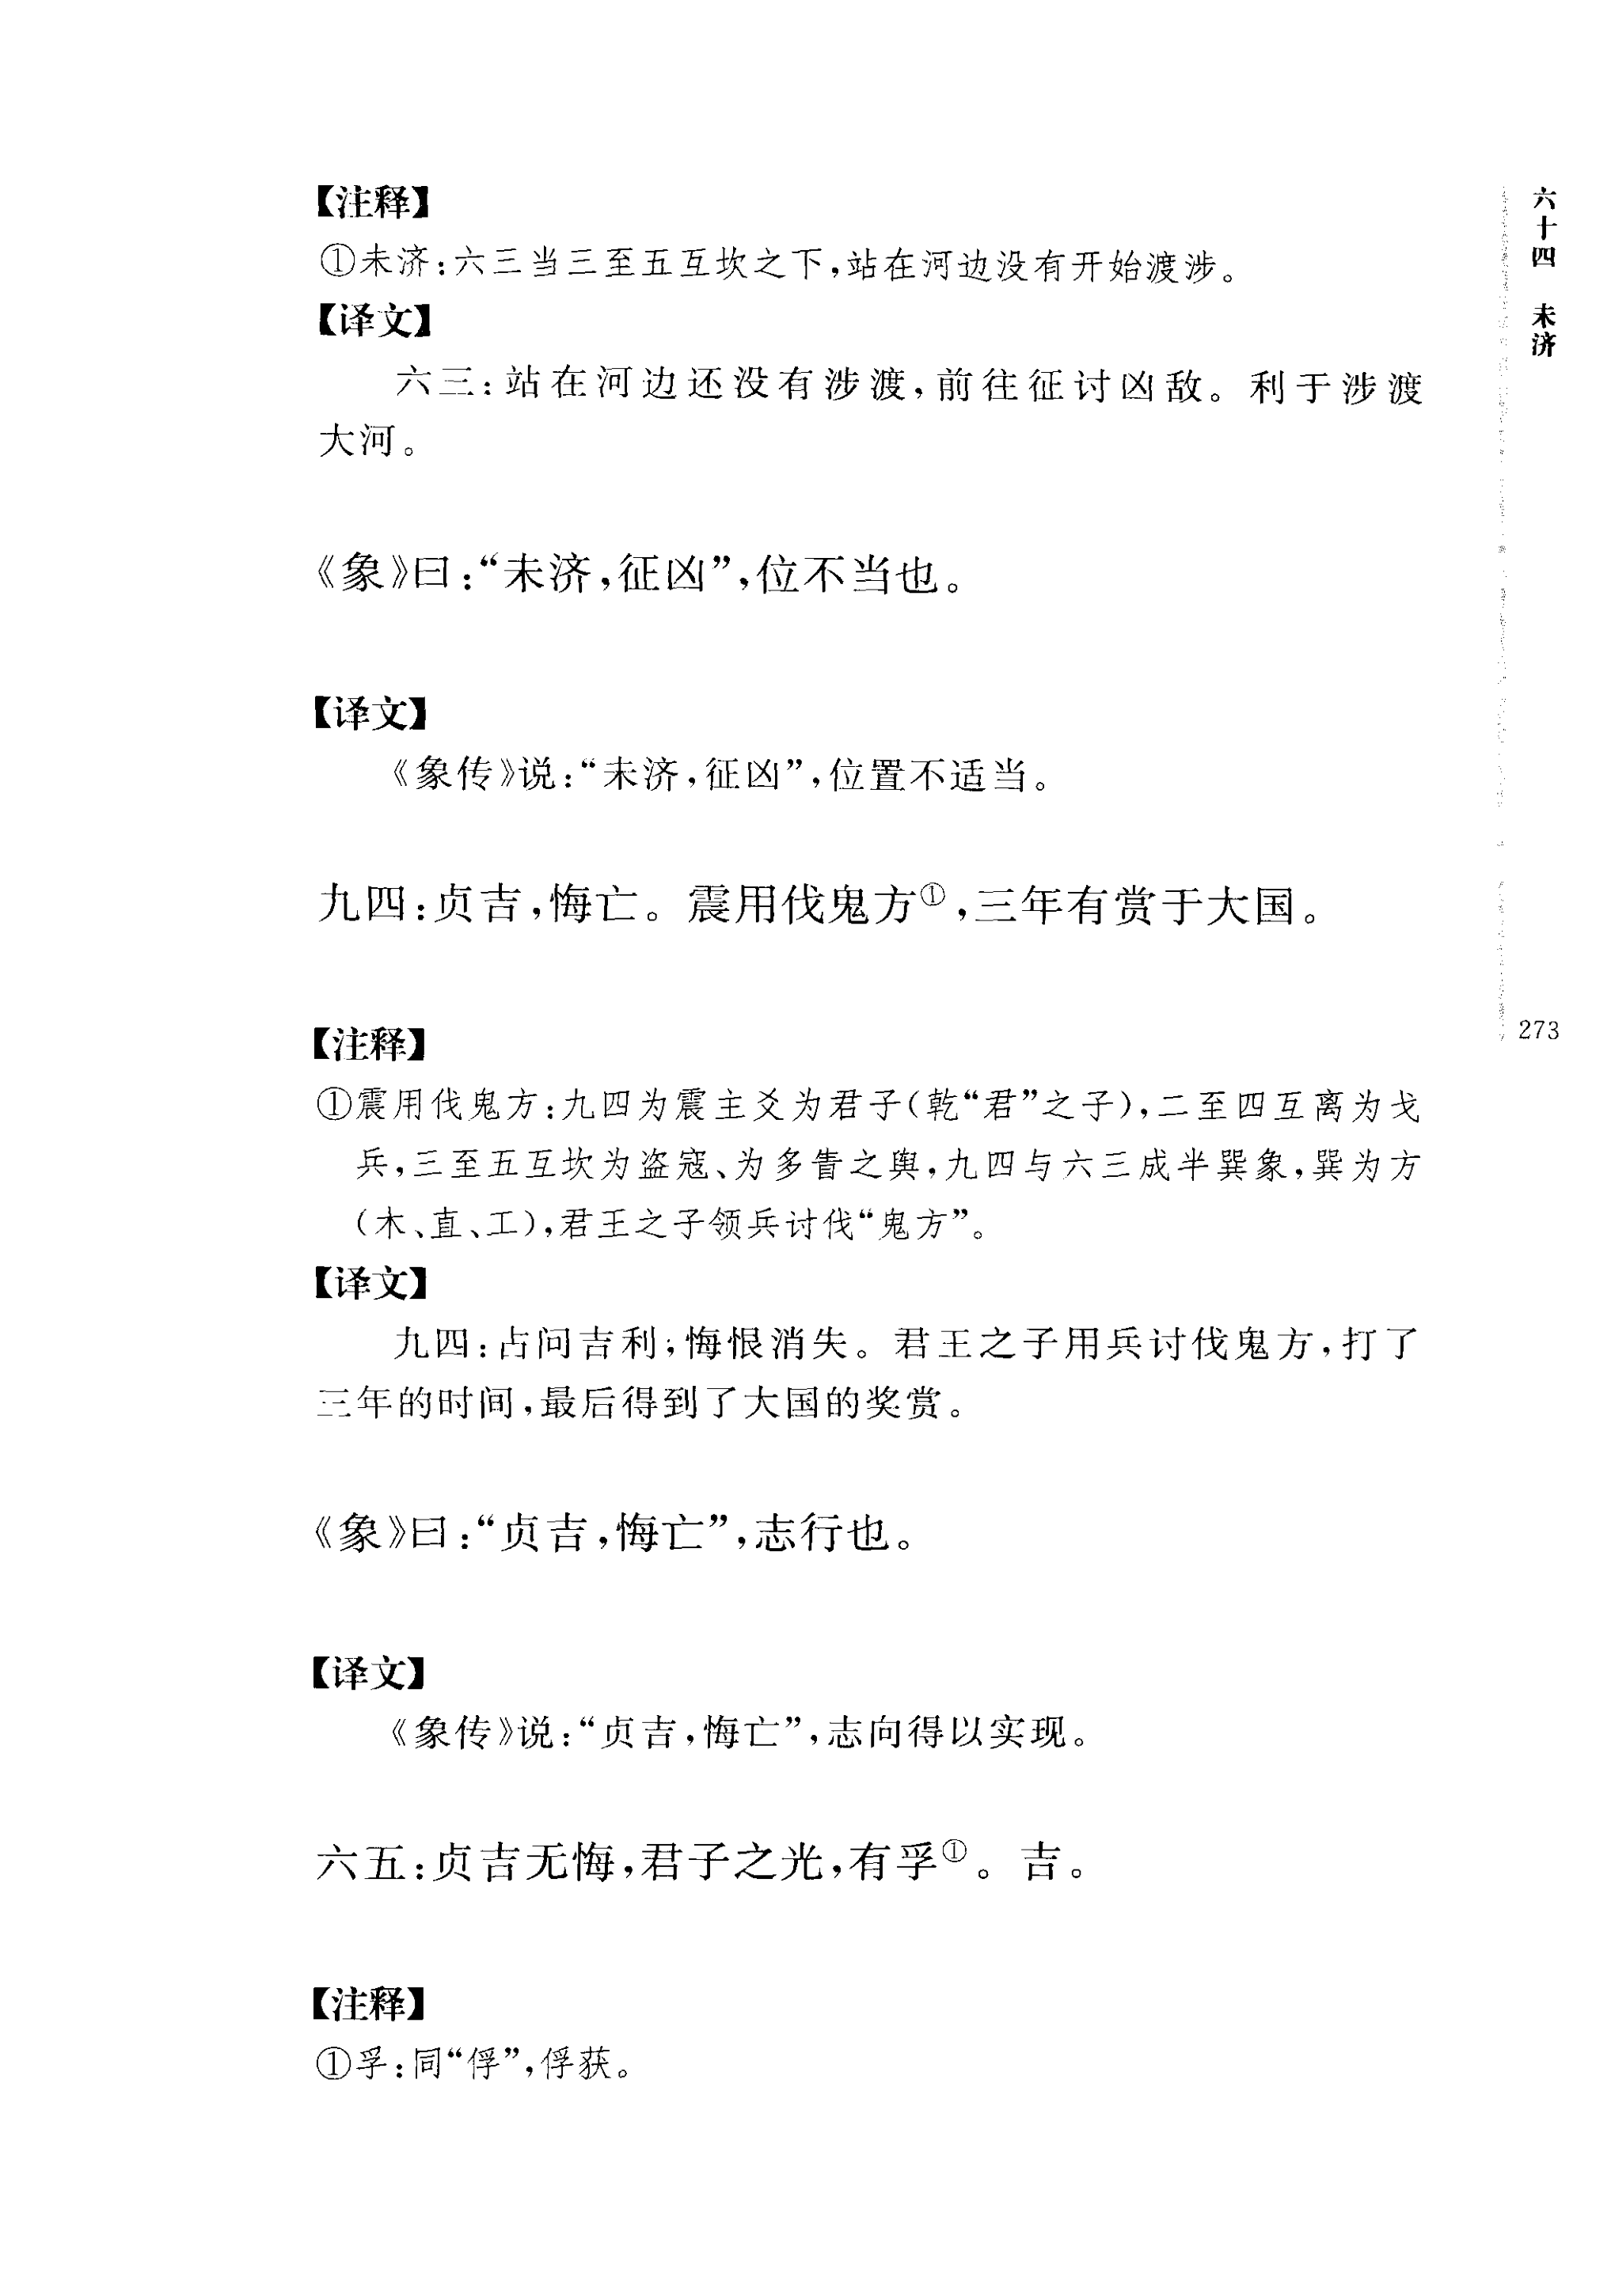 【注释】
①未济：六三当三至五互坎之下，站在河边没有开始渡涉。
【译文】
六三：站在河边还没有涉渡，前往征讨凶敌。利于涉渡
大河。
《象》曰：“未济，征凶”，位不当也。
【译文】
《象传》说：“未济，征凶”，位置不适当。
九四：贞吉，悔亡。震用伐鬼方①，三年有赏于大国。
【注释】
①震用伐鬼方：九四为震主爻为君子（乾“君”之子），二至四互离为戈
兵，三至五互坎为盗寇、为多眚之舆，九四与六三成半巽象，巽为方
（木、直、工），君王之子领兵讨伐“鬼方”。
【译文】
九四：占问吉利；悔恨消失。君王之子用兵讨伐鬼方，打了
三年的时间，最后得到了大国的奖赏。
《象》曰：“贞吉，悔亡”，志行也。
【译文】
《象传》说：“贞吉，悔亡”，志向得以实现。
六五：贞吉无悔，君子之光，有孚①。吉。
【注释】
①孚：同“俘”，俘获。
六十四 未济
273